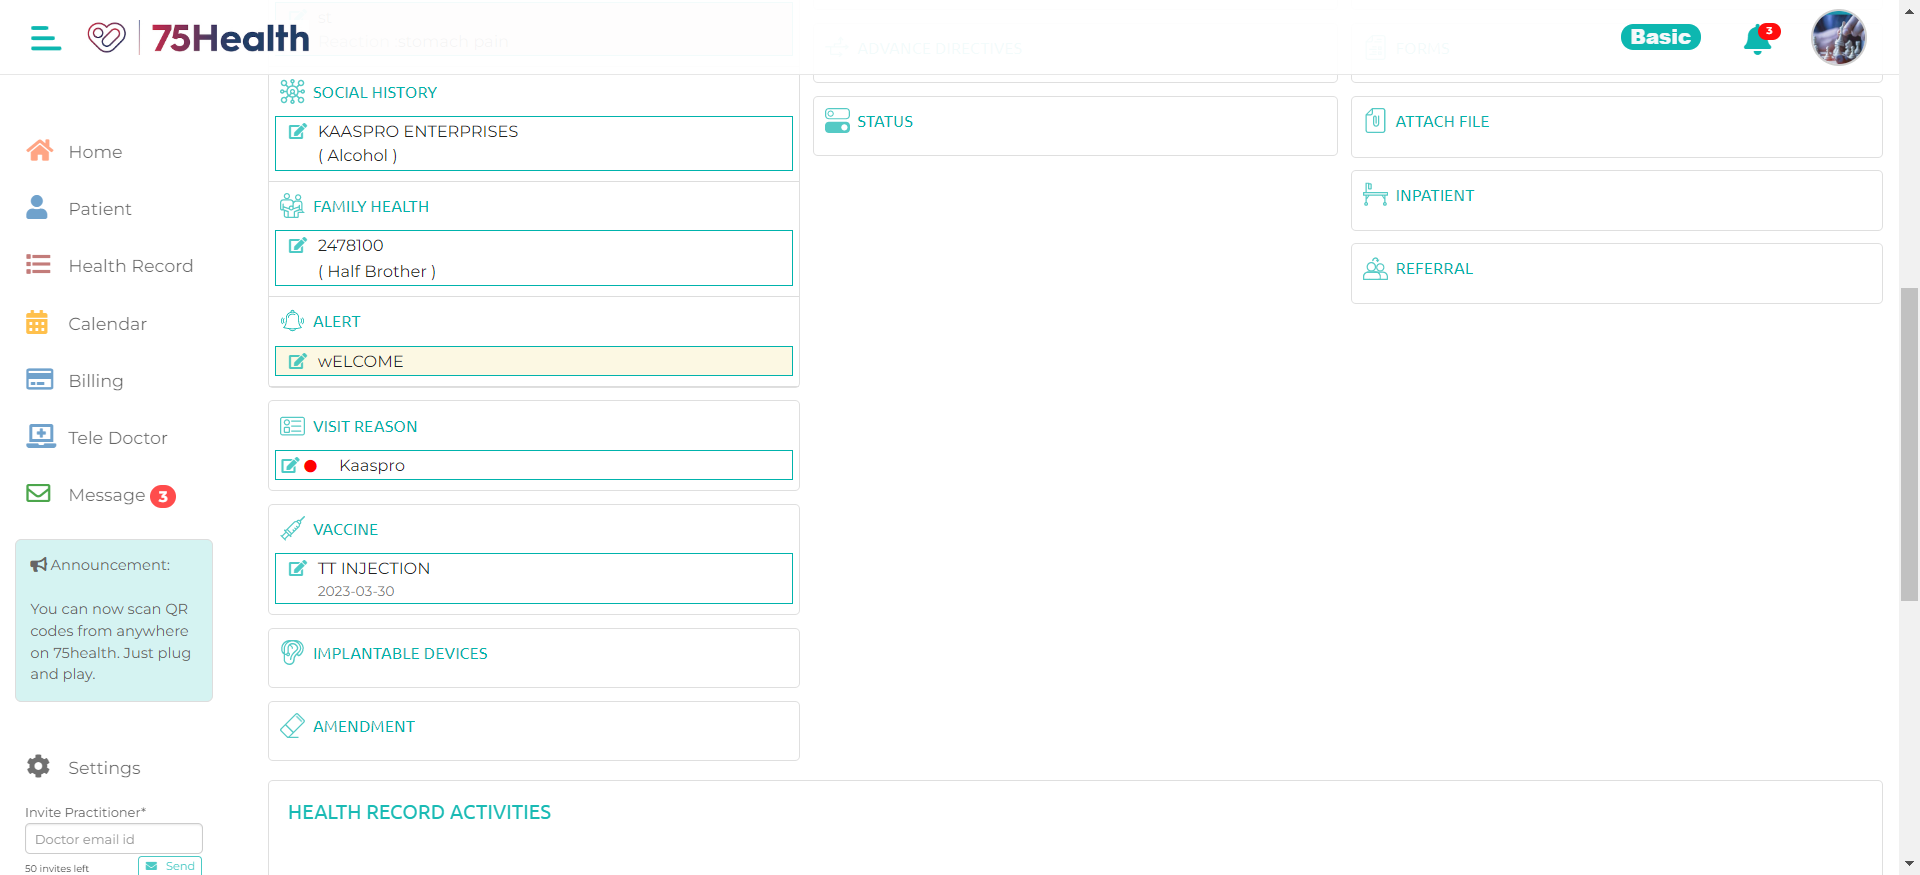 75Health
Basic
3
Reaction: stomach pain
ADVANCE DIRECTIVES
FORMS
Home
Patient
Health Record
Calendar
Billing
Tele Doctor
Message 3
Announcement:
You can now scan QR
codes from anywhere
on 75health. Just plug
and play.
Settings
Invite Practitioner*
Doctor email id
50 invites left
Send
SOCIAL HISTORY
KAASPRO ENTERPRISES
( Alcohol )
FAMILY HEALTH
2478100
( Half Brother )
ALERT
wELCOME
VISIT REASON
Kaaspro
VACCINE
TT INJECTION
2023-03-30
IMPLANTABLE DEVICES
AMENDMENT
STATUS
ATTACH FILE
INPATIENT
REFERRAL
HEALTH RECORD ACTIVITIES